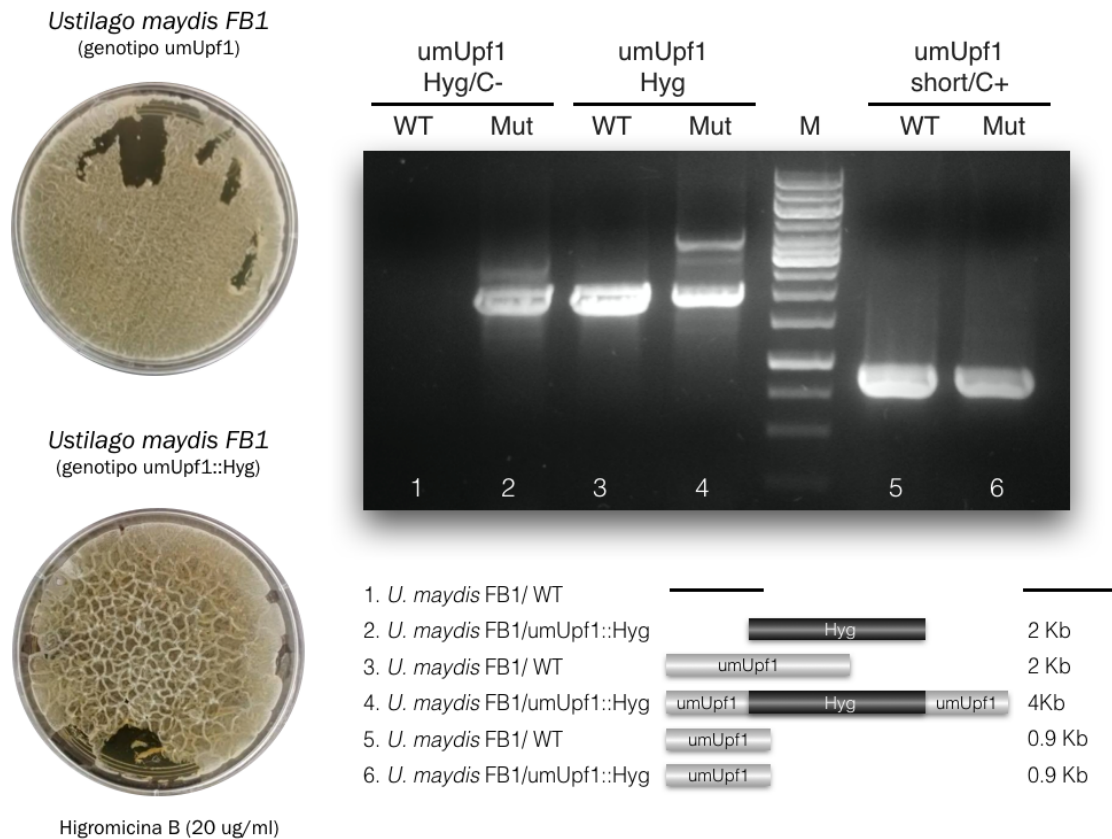 Ustilago maydis FB1
(genotipo umUpf1)
umUpf1
Hyg/C-
umUpf1
Hyg
umUpf1
short/C+
WT Mut WT Mut M WT Mut
1 2 3 4 5 6
Ustilago maydis FB1
(genotipo umUpf1::Hyg)
Higromicina B (20 ug/ml)
1. U. maydis FB1/ WT
2. U. maydis FB1/umUpf1::Hyg Hyg 2 Kb
3. U. maydis FB1/ WT umUpf1 2 Kb
4. U. maydis FB1/umUpf1::Hyg umUpf1 Hyg umUpf1 4Kb
5. U. maydis FB1/ WT umUpf1 0.9 Kb
6. U. maydis FB1/umUpf1::Hyg umUpf1 0.9 Kb